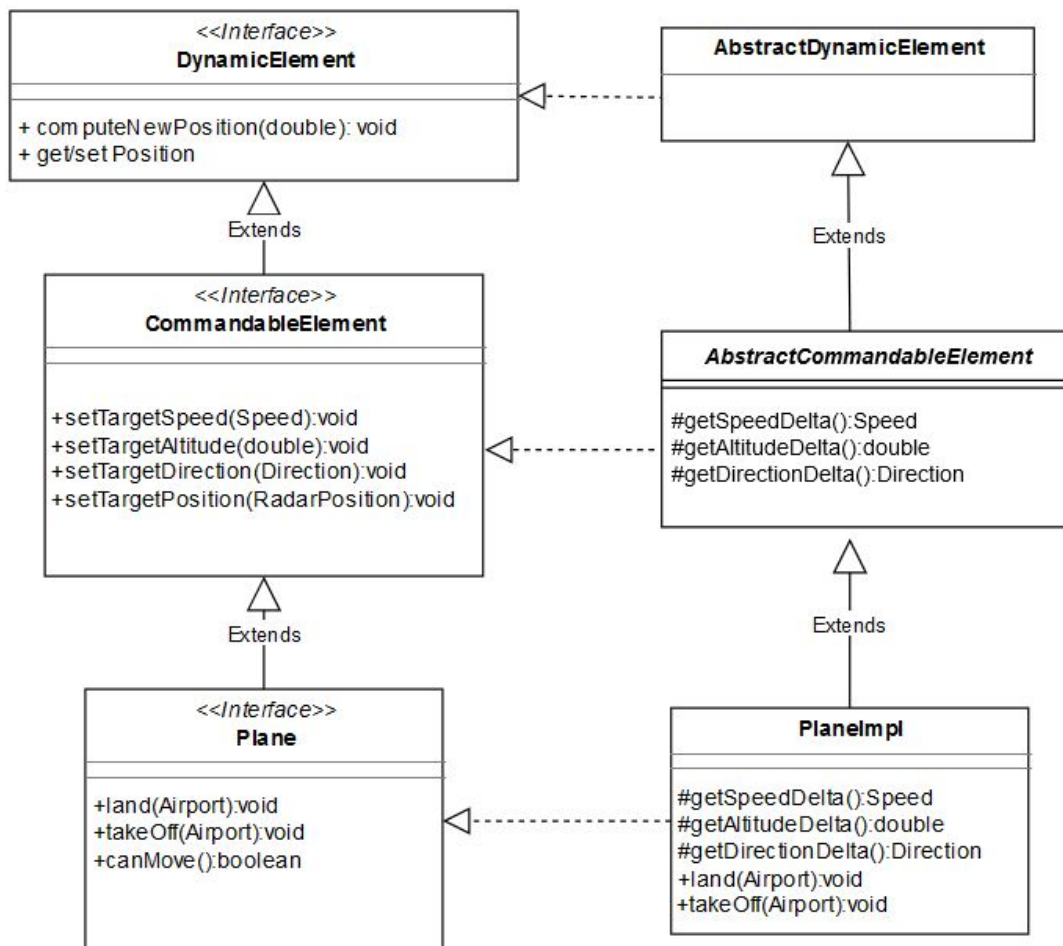 <<Interface>>
DynamicElement
+ computeNewPosition(double): void
+ get/set Position
AbstractDynamicElement
Extends
Extends
<<Interface>>
CommandableElement
+setTargetSpeed(Speed):void
+setTargetAltitude(double):void
+setTargetDirection(Direction):void
+setTargetPosition(RadarPosition):void
AbstractCommandableElement
#getSpeedDelta():Speed
#getAltitudeDelta():double
#getDirectionDelta():Direction
Extends
Extends
<<Interface>>
Plane
+land(Airport):void
+takeOff(Airport):void
+canMove():boolean
PlaneImpl
#getSpeedDelta():Speed
#getAltitudeDelta():double
#getDirectionDelta():Direction
+land(Airport):void
+takeOff(Airport):void